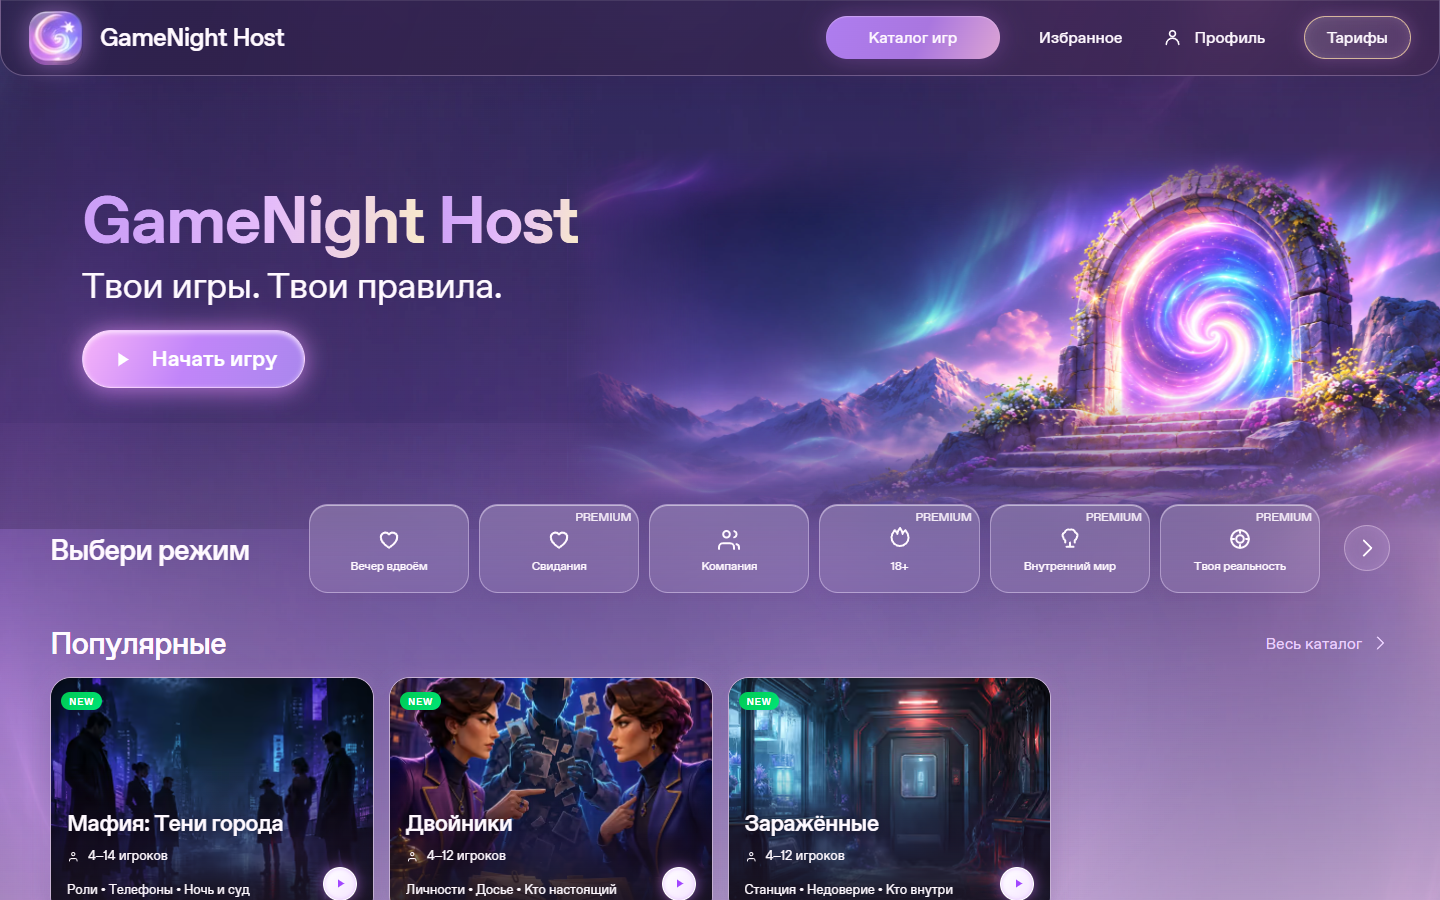 GameNight Host
Каталог игр
Избранное
Профиль
Тарифы
GameNight Host
Твои игры. Твои правила.
Начать игру
Выбери режим
Вечер вдвоём
PREMIUM
Свидания
Компания
PREMIUM
18+
PREMIUM
Внутренний мир
PREMIUM
Твоя реальность
Популярные
Весь каталог
NEW
Мафия: Тени города
4–14 игроков
Роли • Телефоны • Ночь и суд
NEW
Двойники
4–12 игроков
Личности • Досье • Кто настоящий
NEW
Заражённые
4–12 игроков
Станция • Недоверие • Кто внутри